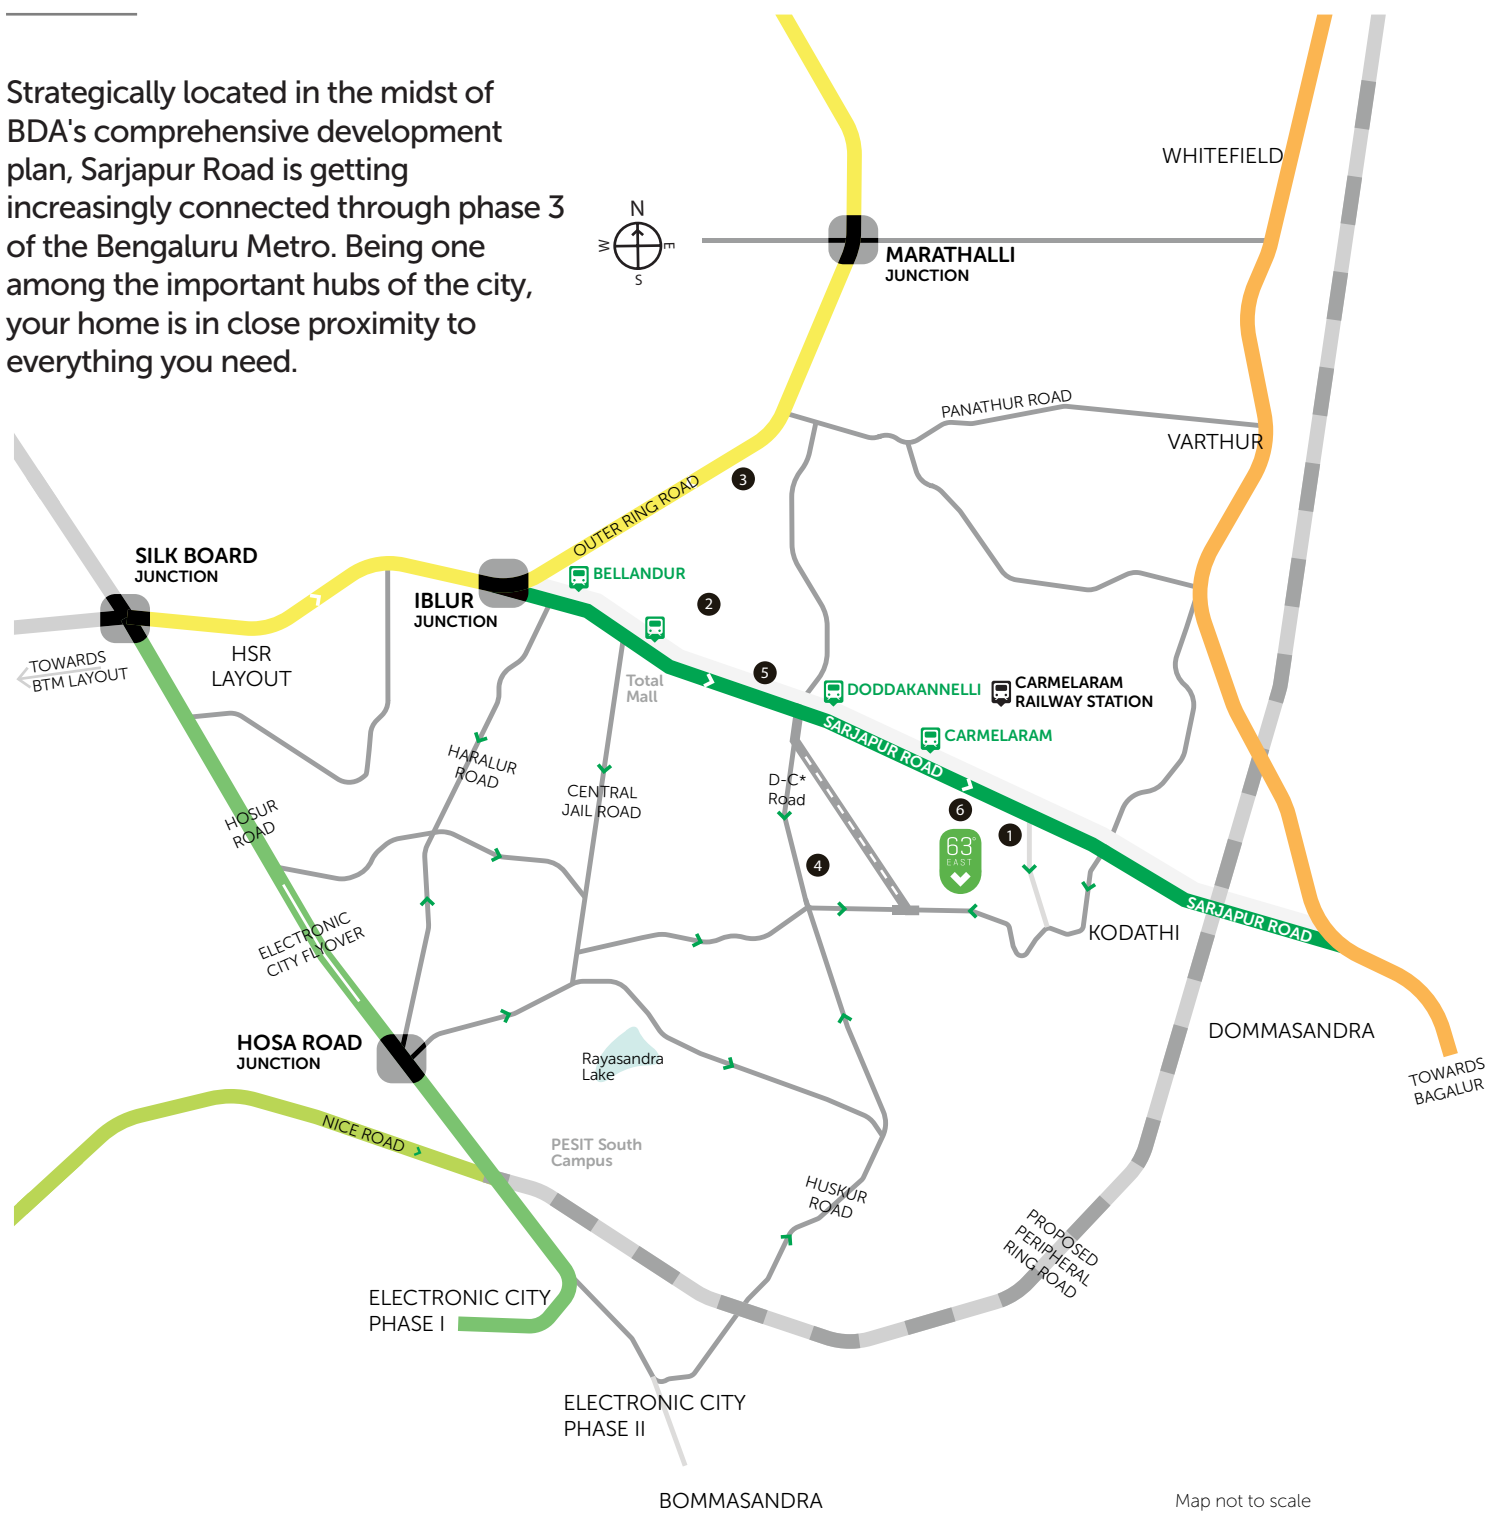 Strategically located in the midst of
BDA's comprehensive development
plan, Sarjapur Road is getting
increasingly connected through phase 3
of the Bengaluru Metro. Being one
among the important hubs of the city,
your home is in close proximity to
everything you need.
N
W
E
S
WHITEFIELD
MARATHALLI
JUNCTION
PANATHUR ROAD
VARTHUR
3
OUTER RING ROAD
SILK BOARD
JUNCTION
BELLANDUR
IBLUR
JUNCTION
2
HSR
LAYOUT
TOWARDS
BTM LAYOUT
Total
Mall
5
DODDAKANNELLI
CARMELARAM
RAILWAY STATION
SARJAPUR ROAD
CARMELARAM
HARALUR
ROAD
CENTRAL
JAIL ROAD
D-C*
Road
HOSUR
ROAD
6
1
63°
EAST
4
SARJAPUR ROAD
KODATHI
ELECTRONIC
CITY FLYOVER
HOSA ROAD
JUNCTION
DOMMASANDRA
Rayasandra
Lake
TOWARDS
BAGALUR
NICE ROAD
PESIT South
Campus
HUSKUR
ROAD
PROPOSED
PERIPHERAL
RING ROAD
ELECTRONIC CITY
PHASE I
ELECTRONIC CITY
PHASE II
BOMMASANDRA
Map not to scale